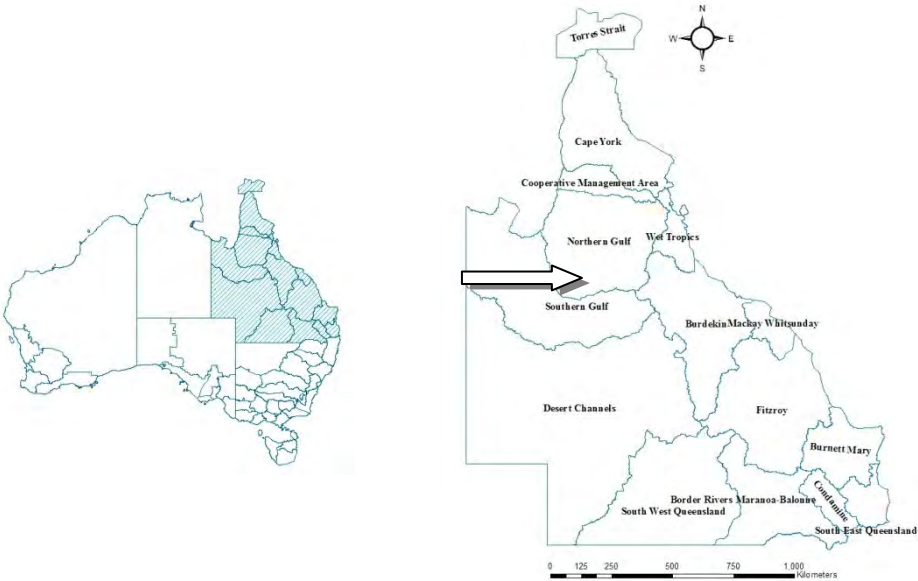 N
W E
S
Torres Strait
Cape York
Cooperative Management Area
Northern Gulf
Wet Tropics
Southern Gulf
Burdekin
Mackay Whitsunday
Desert Channels
Fitzroy
Burnett Mary
Condamine
Border Rivers Maranoa-Balonne
South West Queensland
South East Queensland
0 125 250 500 750 1,000
Kilometers